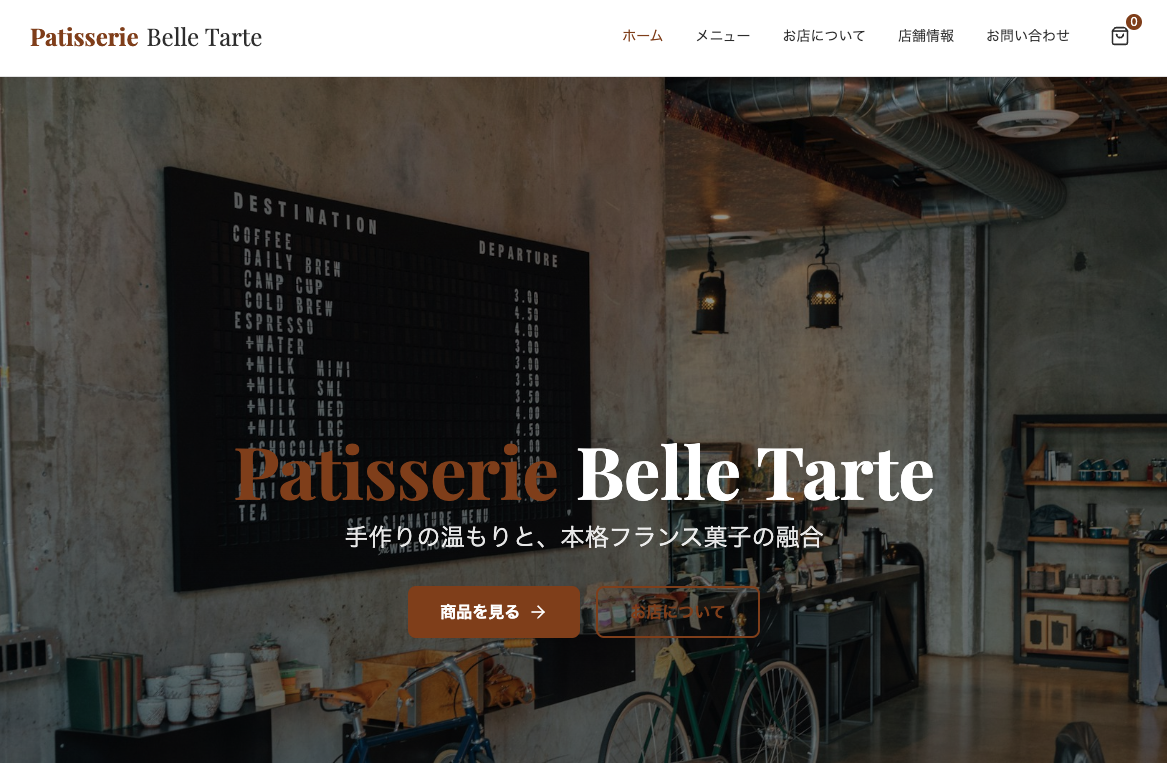 Patisserie Belle Tarte
ホーム
メニュー
お店について
店舗情報
お問い合わせ
0
DESTINATION
DEPARTURE
COFFEE
DAILY BREW 3.00
CAMP CUP 4.50
COLD BREW 4.00
ESPRESSO 3.00
+WATER 3.00
+MILK MINI 3.50
+MILK SML 3.50
+MILK MED 4.00
+MILK LRG 4.50
+CHOCOLATE
TEA
SEE SIGNATURE MENU
Patisserie Belle Tarte
手作りの温もりと、本格フランス菓子の融合
商品を見る →
お店について